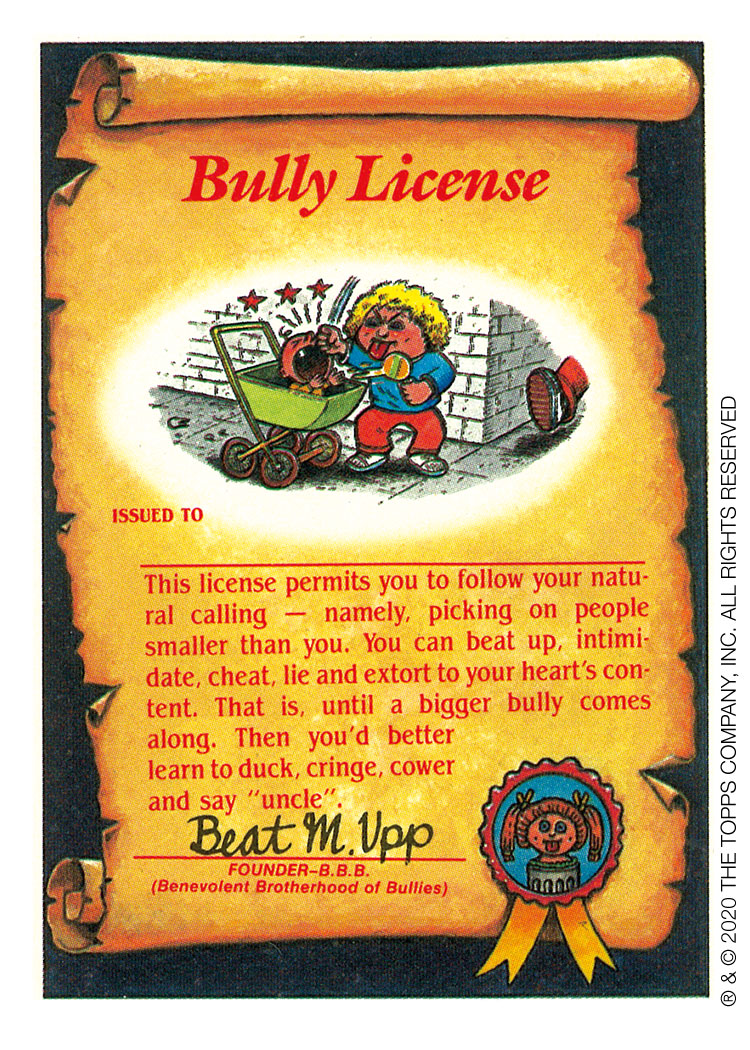 Bully License
ISSUED TO
This license permits you to follow your natu-
ral calling — namely, picking on people
smaller than you. You can beat up, intimi-
date, cheat, lie and extort to your heart's con-
tent. That is, until a bigger bully comes
along. Then you'd better
learn to duck, cringe, cower
and say "uncle".
Beat M. Upp
FOUNDER–B.B.B.
(Benevolent Brotherhood of Bullies)
® & © 2020 THE TOPPS COMPANY, INC. ALL RIGHTS RESERVED